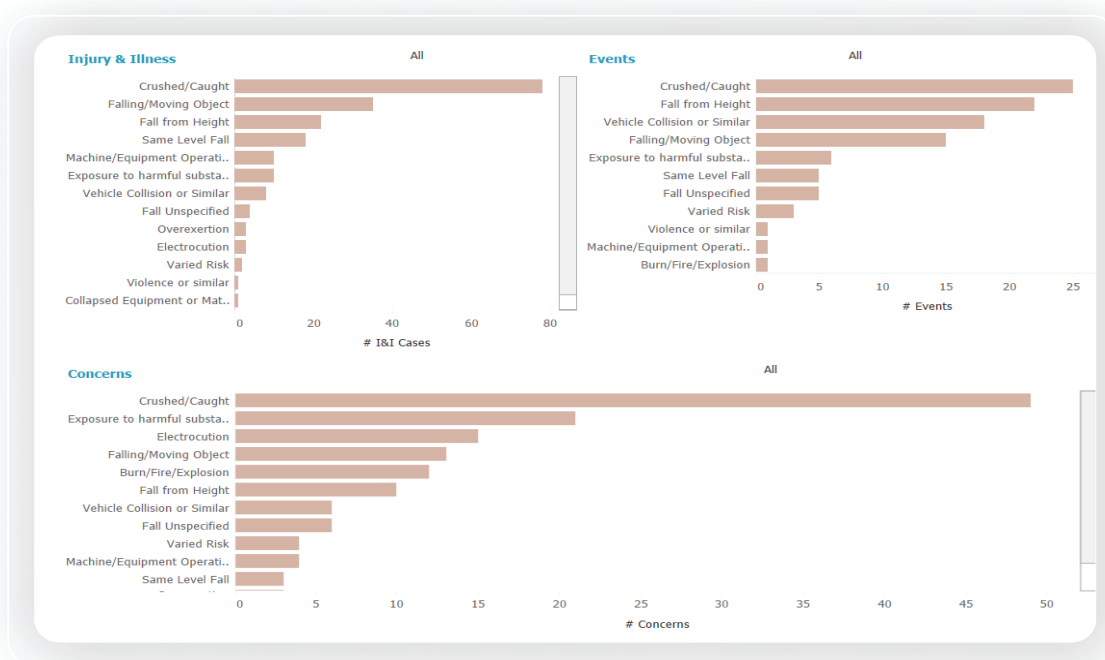 Injury & Illness
All
Crushed/Caught
Falling/Moving Object
Fall from Height
Same Level Fall
Machine/Equipment Operati..
Exposure to harmful substa..
Vehicle Collision or Similar
Fall Unspecified
Overexertion
Electrocution
Varied Risk
Violence or similar
Collapsed Equipment or Mat..
0 20 40 60 80
# I&I Cases
Events
All
Crushed/Caught
Fall from Height
Vehicle Collision or Similar
Falling/Moving Object
Exposure to harmful substa..
Same Level Fall
Fall Unspecified
Varied Risk
Violence or similar
Machine/Equipment Operati..
Burn/Fire/Explosion
0 5 10 15 20 25
# Events
Concerns
All
Crushed/Caught
Exposure to harmful substa..
Electrocution
Falling/Moving Object
Burn/Fire/Explosion
Fall from Height
Vehicle Collision or Similar
Fall Unspecified
Varied Risk
Machine/Equipment Operati..
Same Level Fall
0 5 10 15 20 25 30 35 40 45 50
# Concerns